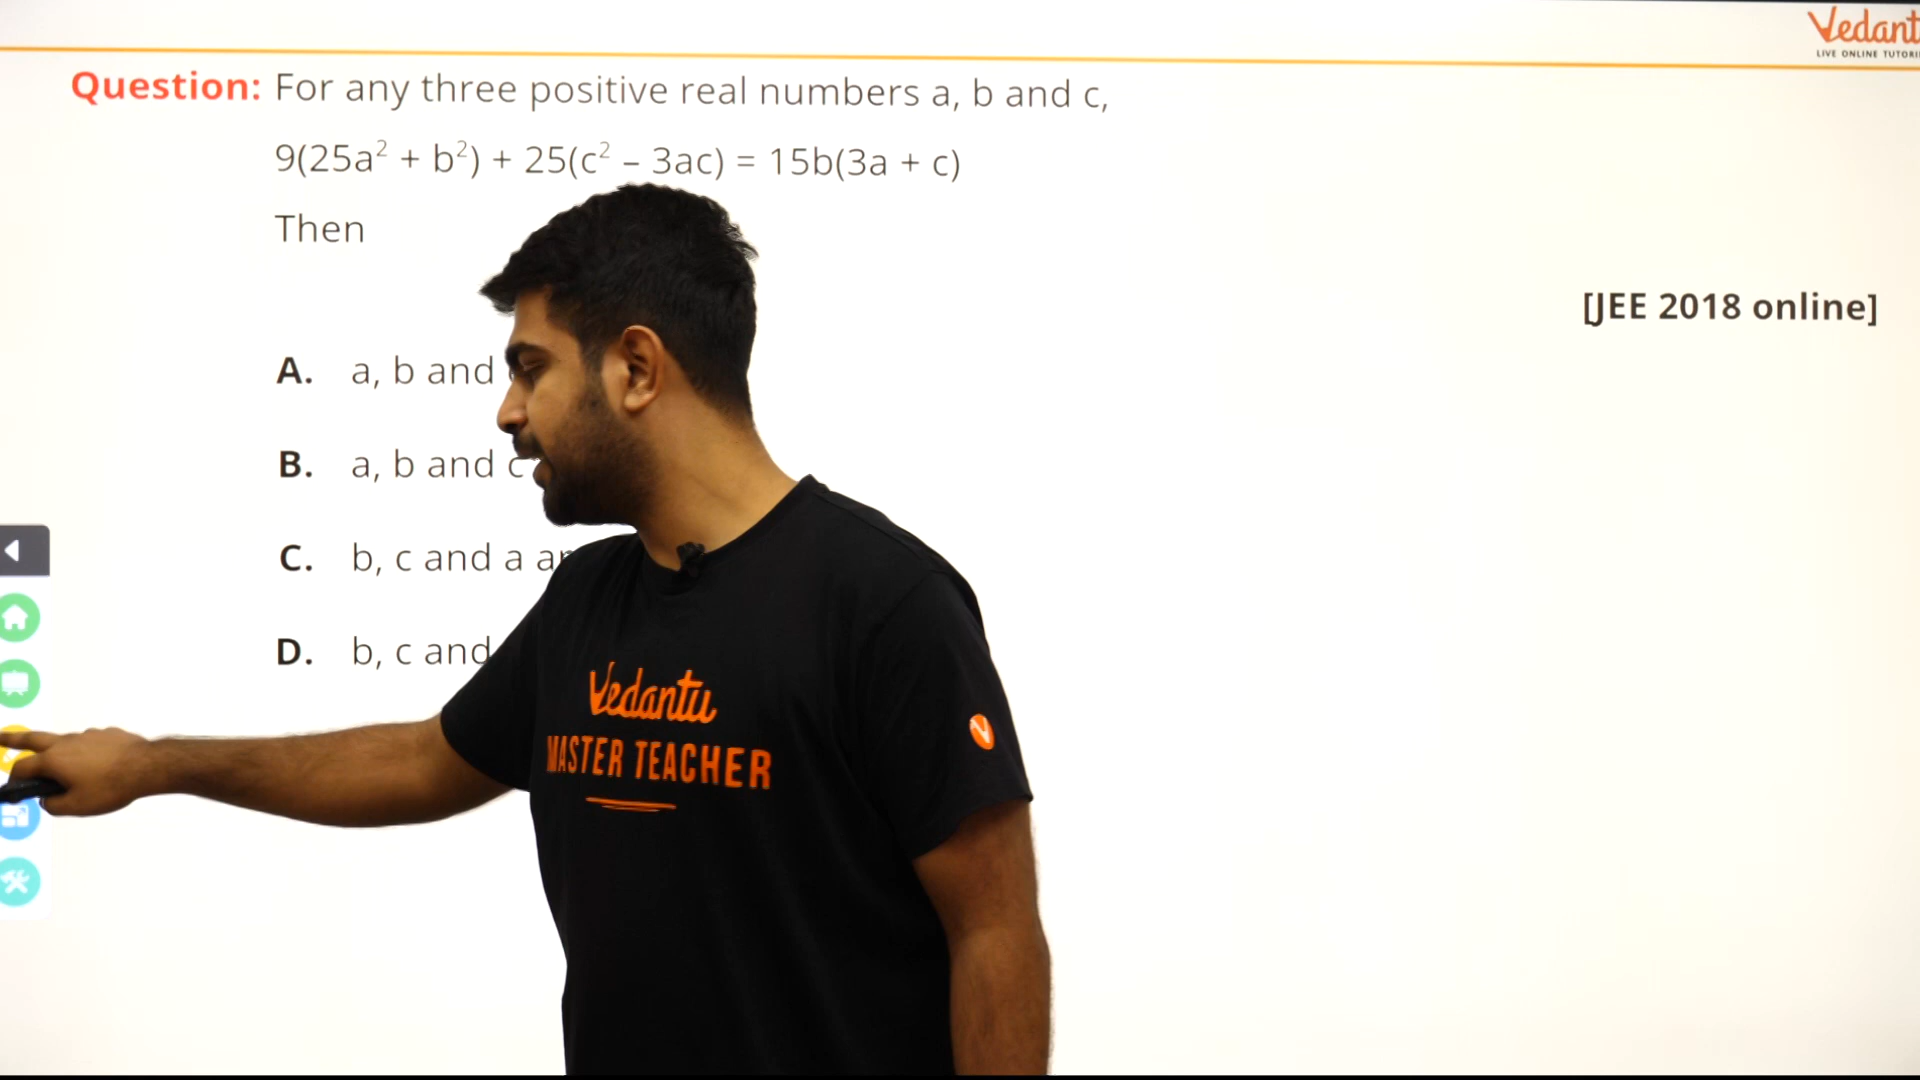 Vedant
LIVE ONLINE TUTORI
Question: For any three positive real numbers a, b and c,
9(25a² + b²) + 25(c² – 3ac) = 15b(3a + c)
Then
[JEE 2018 online]
A. a, b and
B. a, b and c
C. b, c and a
D. b, c and
Vedantu
MASTER TEACHER